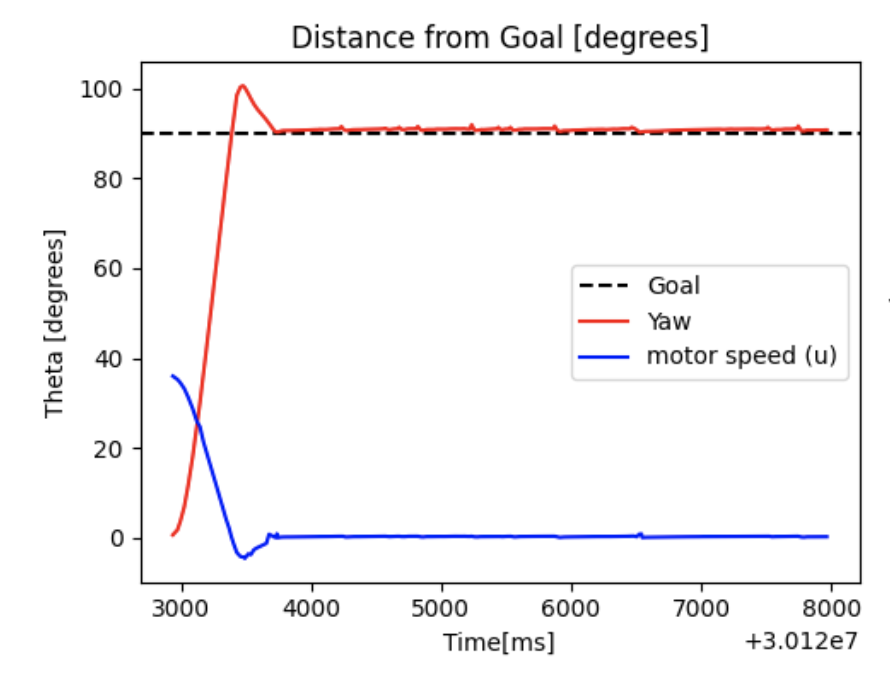 Distance from Goal [degrees]
100
80
60
40
20
0
Theta [degrees]
Goal
Yaw
motor speed (u)
3000 4000 5000 6000 7000 8000
Time[ms]
+3.012e7